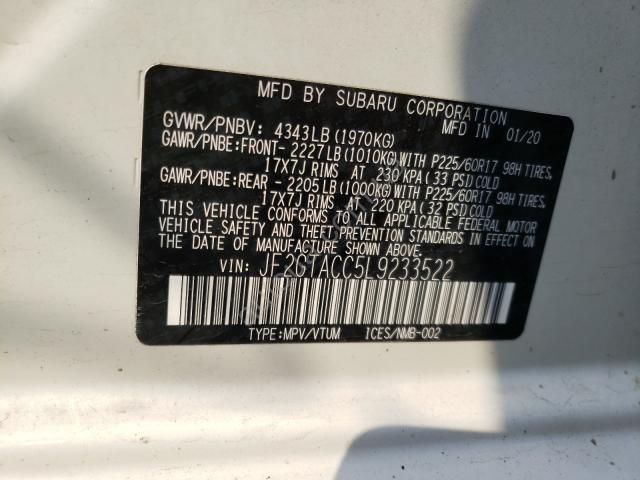 MFD BY SUBARU CORPORATION
GVWR/PNBV: 4343LB(1970KG) MFD IN 01/20
GAWR/PNBE:FRONT- 2227LB(1010KG)WITH P225/60R17 98H TIRES,
17X7J RIMS AT 230 KPA(33 PSI)COLD
GAWR/PNBE:REAR - 2205LB(1000KG)WITH P225/60R17 98H TIRES,
17X7J RIMS AT 220 KPA(32 PSI)COLD
THIS VEHICLE CONFORMS TO ALL APPLICABLE FEDERAL MOTOR
VEHICLE SAFETY AND THEFT PREVENTION STANDARDS IN EFFECT ON
THE DATE OF MANUFACTURE SHOWN ABOVE.
VIN: JF2GTACC5L9233522
TYPE:MPV/VTUM ICES/NMB-002